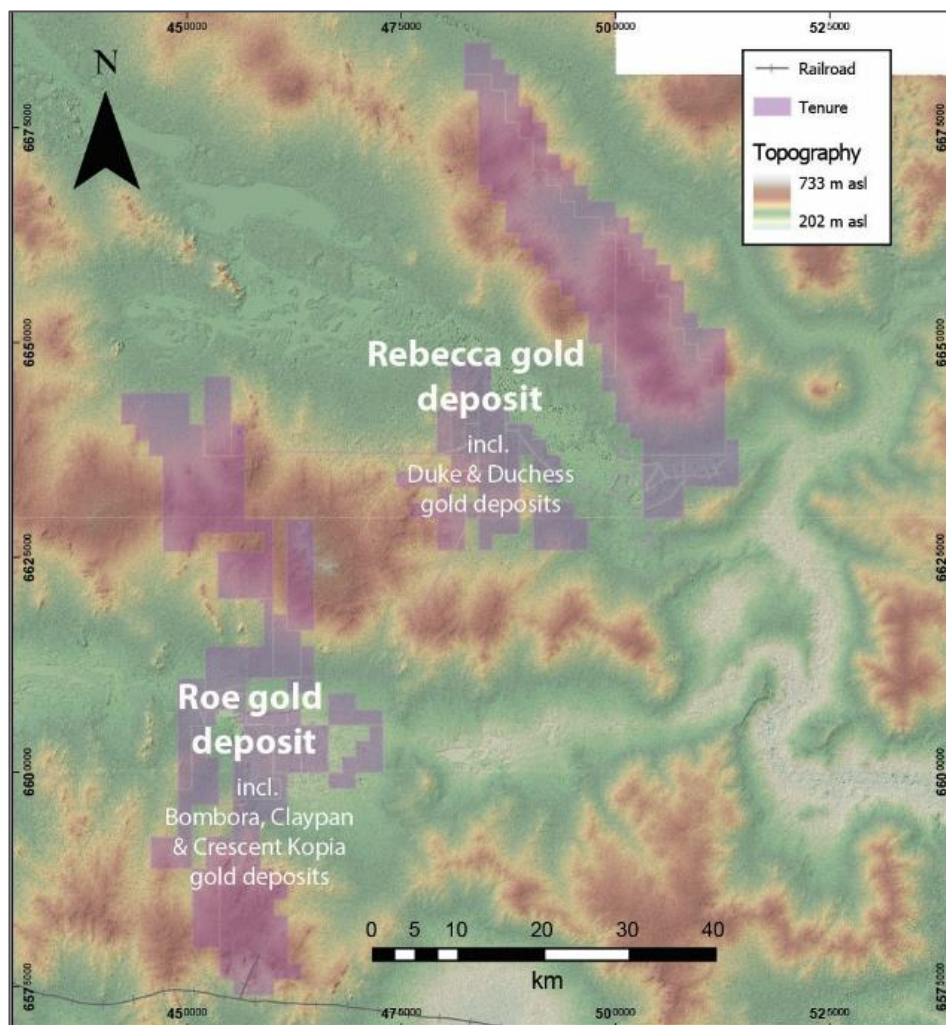 450000 475000 500000 525000
N
Railroad
Tenure
Topography
733 m asl
202 m asl
6675000 6675000
6650000 6650000
Rebecca gold
deposit
incl.
Duke & Duchess
gold deposits
6625000 6625000
Roe gold
deposit
incl.
Bombora, Claypan
& Crescent Kopia
gold deposits
6600000 6600000
0 5 10 20 30 40
km
6575000 6575000
450000 475000 500000 525000